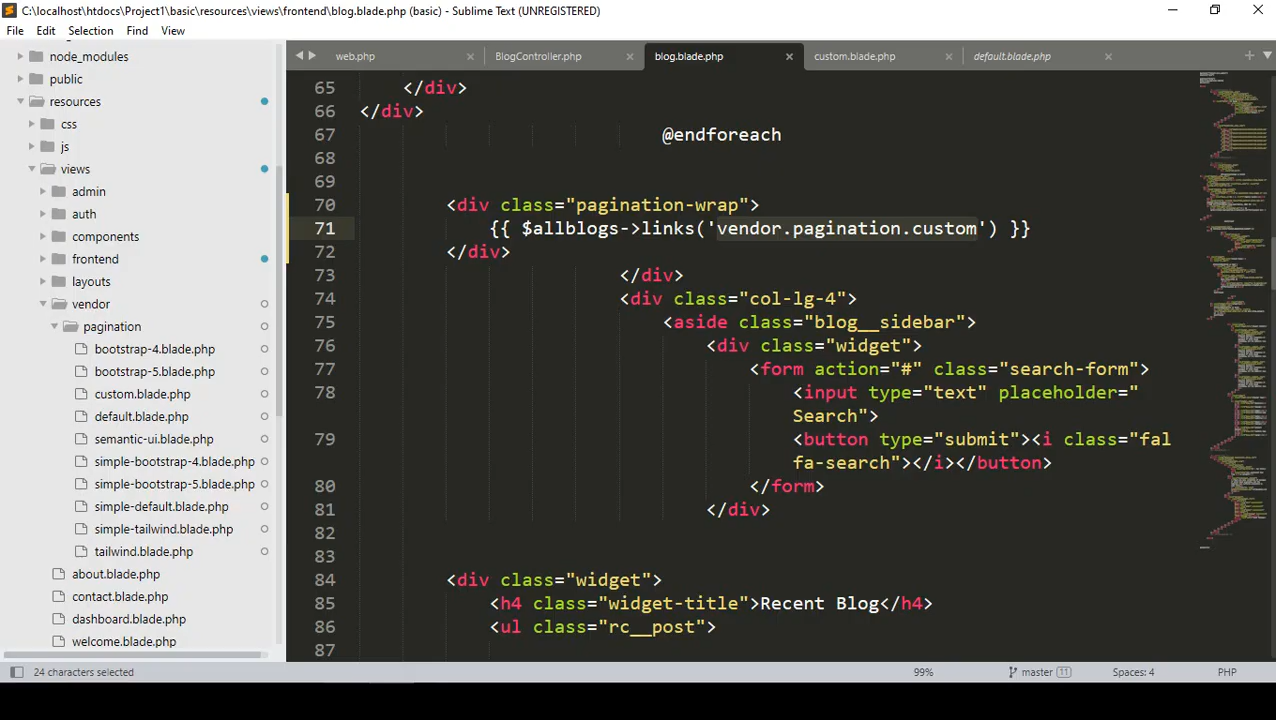 C:\localhost\htdocs\Project1\basic\resources\views\frontend\blog.blade.php (basic) - Sublime Text (UNREGISTERED)
File Edit Selection Find View
node_modules
public
resources
css
js
views
admin
auth
components
frontend
layouts
vendor
pagination
bootstrap-4.blade.php
bootstrap-5.blade.php
custom.blade.php
default.blade.php
semantic-ui.blade.php
simple-bootstrap-4.blade.php
simple-bootstrap-5.blade.php
simple-default.blade.php
simple-tailwind.blade.php
tailwind.blade.php
about.blade.php
contact.blade.php
dashboard.blade.php
welcome.blade.php
web.php BlogController.php blog.blade.php custom.blade.php default.blade.php
65 </div>
66 </div>
67 @endforeach
68
69
70 <div class="pagination-wrap">
71 {{ $allblogs->links('vendor.pagination.custom') }}
72 </div>
73 </div>
74 <div class="col-lg-4">
75 <aside class="blog__sidebar">
76 <div class="widget">
77 <form action="#" class="search-form">
78 <input type="text" placeholder="
Search">
79 <button type="submit"><i class="fal
fa-search"></i></button>
80 </form>
81 </div>
82
83
84 <div class="widget">
85 <h4 class="widget-title">Recent Blog</h4>
86 <ul class="rc__post">
87
24 characters selected 99% master 11 Spaces: 4 PHP